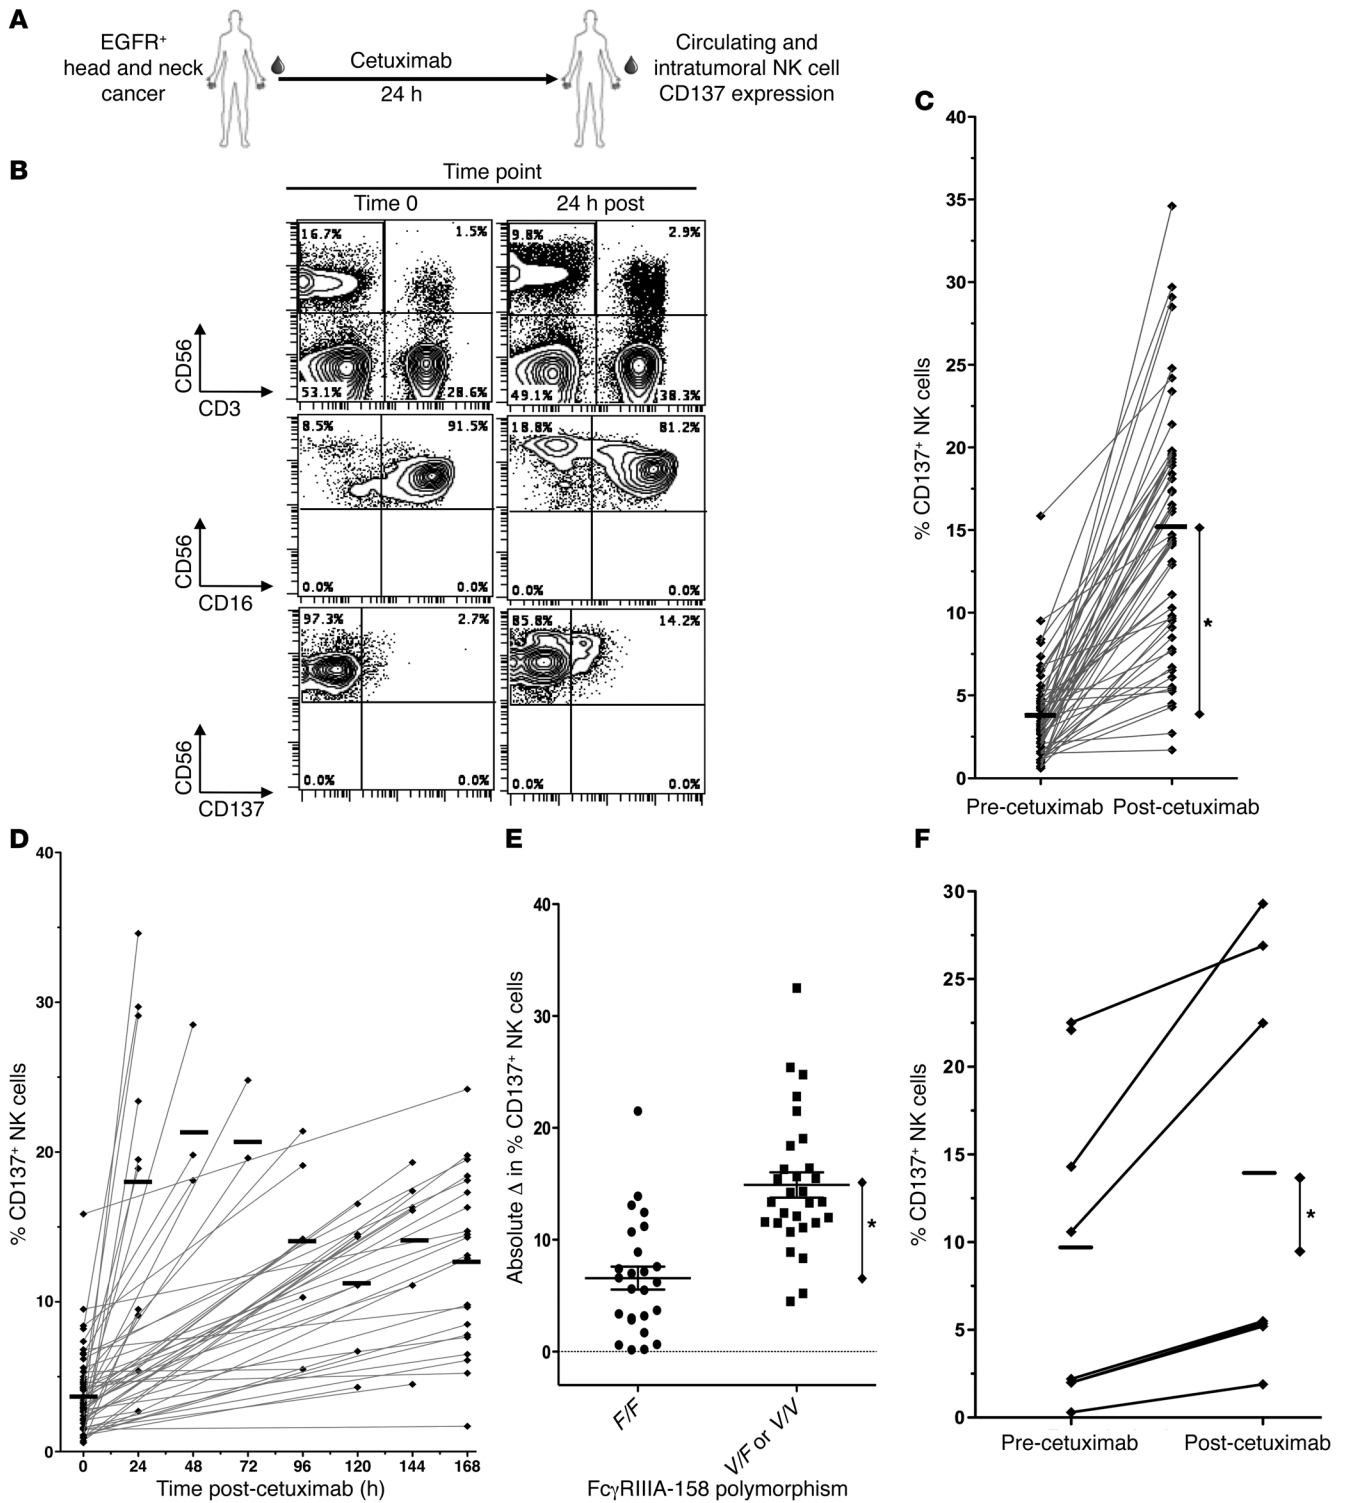 A
EGFR⁺
head and neck
cancer
Cetuximab
24 h
Circulating and
intratumoral NK cell
CD137 expression
B
Time point
Time 0
24 h post
16.7%
1.5%
53.1%
28.6%
9.8%
2.9%
49.1%
38.3%
CD56
CD3
8.5%
91.5%
0.0%
0.0%
18.8%
81.2%
0.0%
0.0%
CD56
CD16
97.3%
2.7%
0.0%
0.0%
85.8%
14.2%
0.0%
0.0%
CD56
CD137
C
% CD137⁺ NK cells
40
35
30
25
20
15
10
5
0
*
Pre-cetuximab
Post-cetuximab
D
% CD137⁺ NK cells
40
30
20
10
0
0
24
48
72
96
120
144
168
Time post-cetuximab (h)
E
Absolute Δ in % CD137⁺ NK cells
40
30
20
10
0
*
F/F
V/F or V/V
FcγRIIIA-158 polymorphism
F
% CD137⁺ NK cells
30
25
20
15
10
5
0
*
Pre-cetuximab
Post-cetuximab